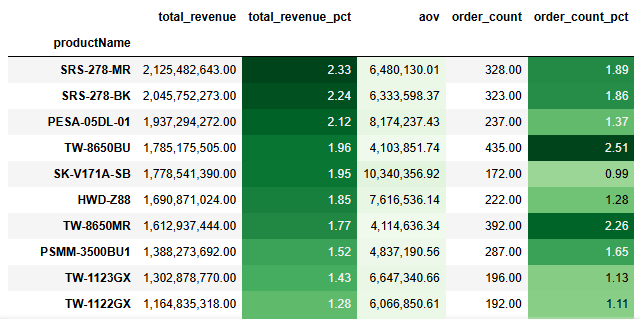 total_revenue total_revenue_pct aov order_count order_count_pct
productName
SRS-278-MR 2,125,482,643.00 2.33 6,480,130.01 328.00 1.89
SRS-278-BK 2,045,752,273.00 2.24 6,333,598.37 323.00 1.86
PESA-05DL-01 1,937,294,272.00 2.12 8,174,237.43 237.00 1.37
TW-8650BU 1,785,175,505.00 1.96 4,103,851.74 435.00 2.51
SK-V171A-SB 1,778,541,390.00 1.95 10,340,356.92 172.00 0.99
HWD-Z88 1,690,871,024.00 1.85 7,616,536.14 222.00 1.28
TW-8650MR 1,612,937,444.00 1.77 4,114,636.34 392.00 2.26
PSMM-3500BU1 1,388,273,692.00 1.52 4,837,190.56 287.00 1.65
TW-1123GX 1,302,878,770.00 1.43 6,647,340.66 196.00 1.13
TW-1122GX 1,164,835,318.00 1.28 6,066,850.61 192.00 1.11